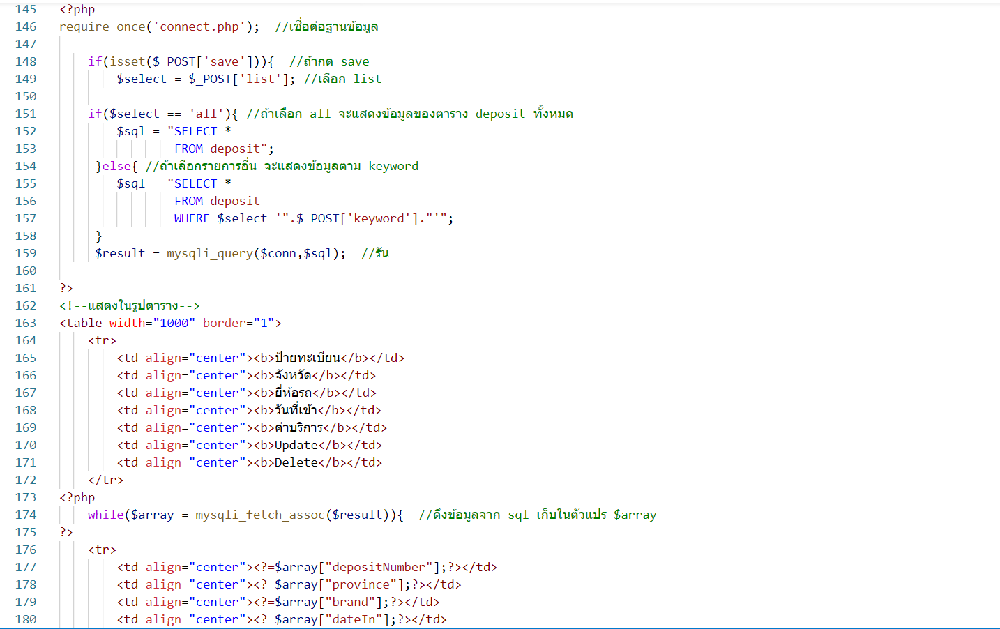 145 <?php
146 require_once('connect.php');  //เชื่อต่อฐานข้อมูล
147
148 if(isset($_POST['save'])){  //ถ้ากด save
149 $select = $_POST['list']; //เลือก list
150
151 if($select == 'all'){ //ถ้าเลือก all จะแสดงข้อมูลของตาราง deposit ทั้งหมด
152 $sql = "SELECT *
153 FROM deposit";
154 }else{ //ถ้าเลือกรายการอื่น จะแสดงข้อมูลตาม keyword
155 $sql = "SELECT *
156 FROM deposit
157 WHERE $select='".$_POST['keyword']."'";
158 }
159 $result = mysqli_query($conn,$sql);  //รัน
160
161 ?>
162 <!--แสดงในรูปตาราง-->
163 <table width="1000" border="1">
164 <tr>
165 <td align="center"><b>ป้ายทะเบียน</b></td>
166 <td align="center"><b>จังหวัด</b></td>
167 <td align="center"><b>ยี่ห้อรถ</b></td>
168 <td align="center"><b>วันที่เข้า</b></td>
169 <td align="center"><b>ค่าบริการ</b></td>
170 <td align="center"><b>Update</b></td>
171 <td align="center"><b>Delete</b></td>
172 </tr>
173 <?php
174 while($array = mysqli_fetch_assoc($result)){  //ดึงข้อมูลจาก sql เก็บในตัวแปร $array
175 ?>
176 <tr>
177 <td align="center"><?=$array["depositNumber"];?></td>
178 <td align="center"><?=$array["province"];?></td>
179 <td align="center"><?=$array["brand"];?></td>
180 <td align="center"><?=$array["dateIn"];?></td>